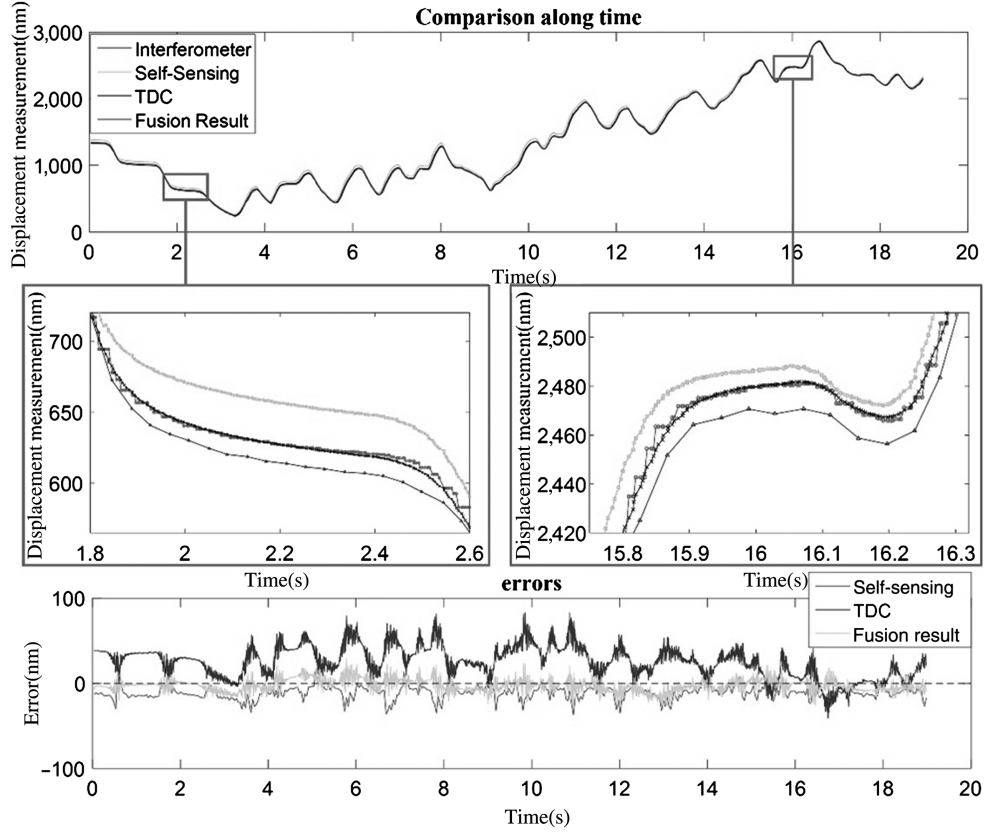 Comparison along time
Displacement measurement(nm)
3,000
2,000
1,000
0
Interferometer
Self-Sensing
TDC
Fusion Result
0 2 4 6 8 10 12 14 16 18 20
Time(s)
Displacement measurement(nm)
700
650
600
1.8 2 2.2 2.4 2.6
Time(s)
Displacement measurement(nm)
2,500
2,480
2,460
2,440
2,420
15.8 15.9 16 16.1 16.2 16.3
Time(s)
errors
Error(nm)
100
0
−100
Self-sensing
TDC
Fusion result
0 2 4 6 8 10 12 14 16 18 20
Time(s)